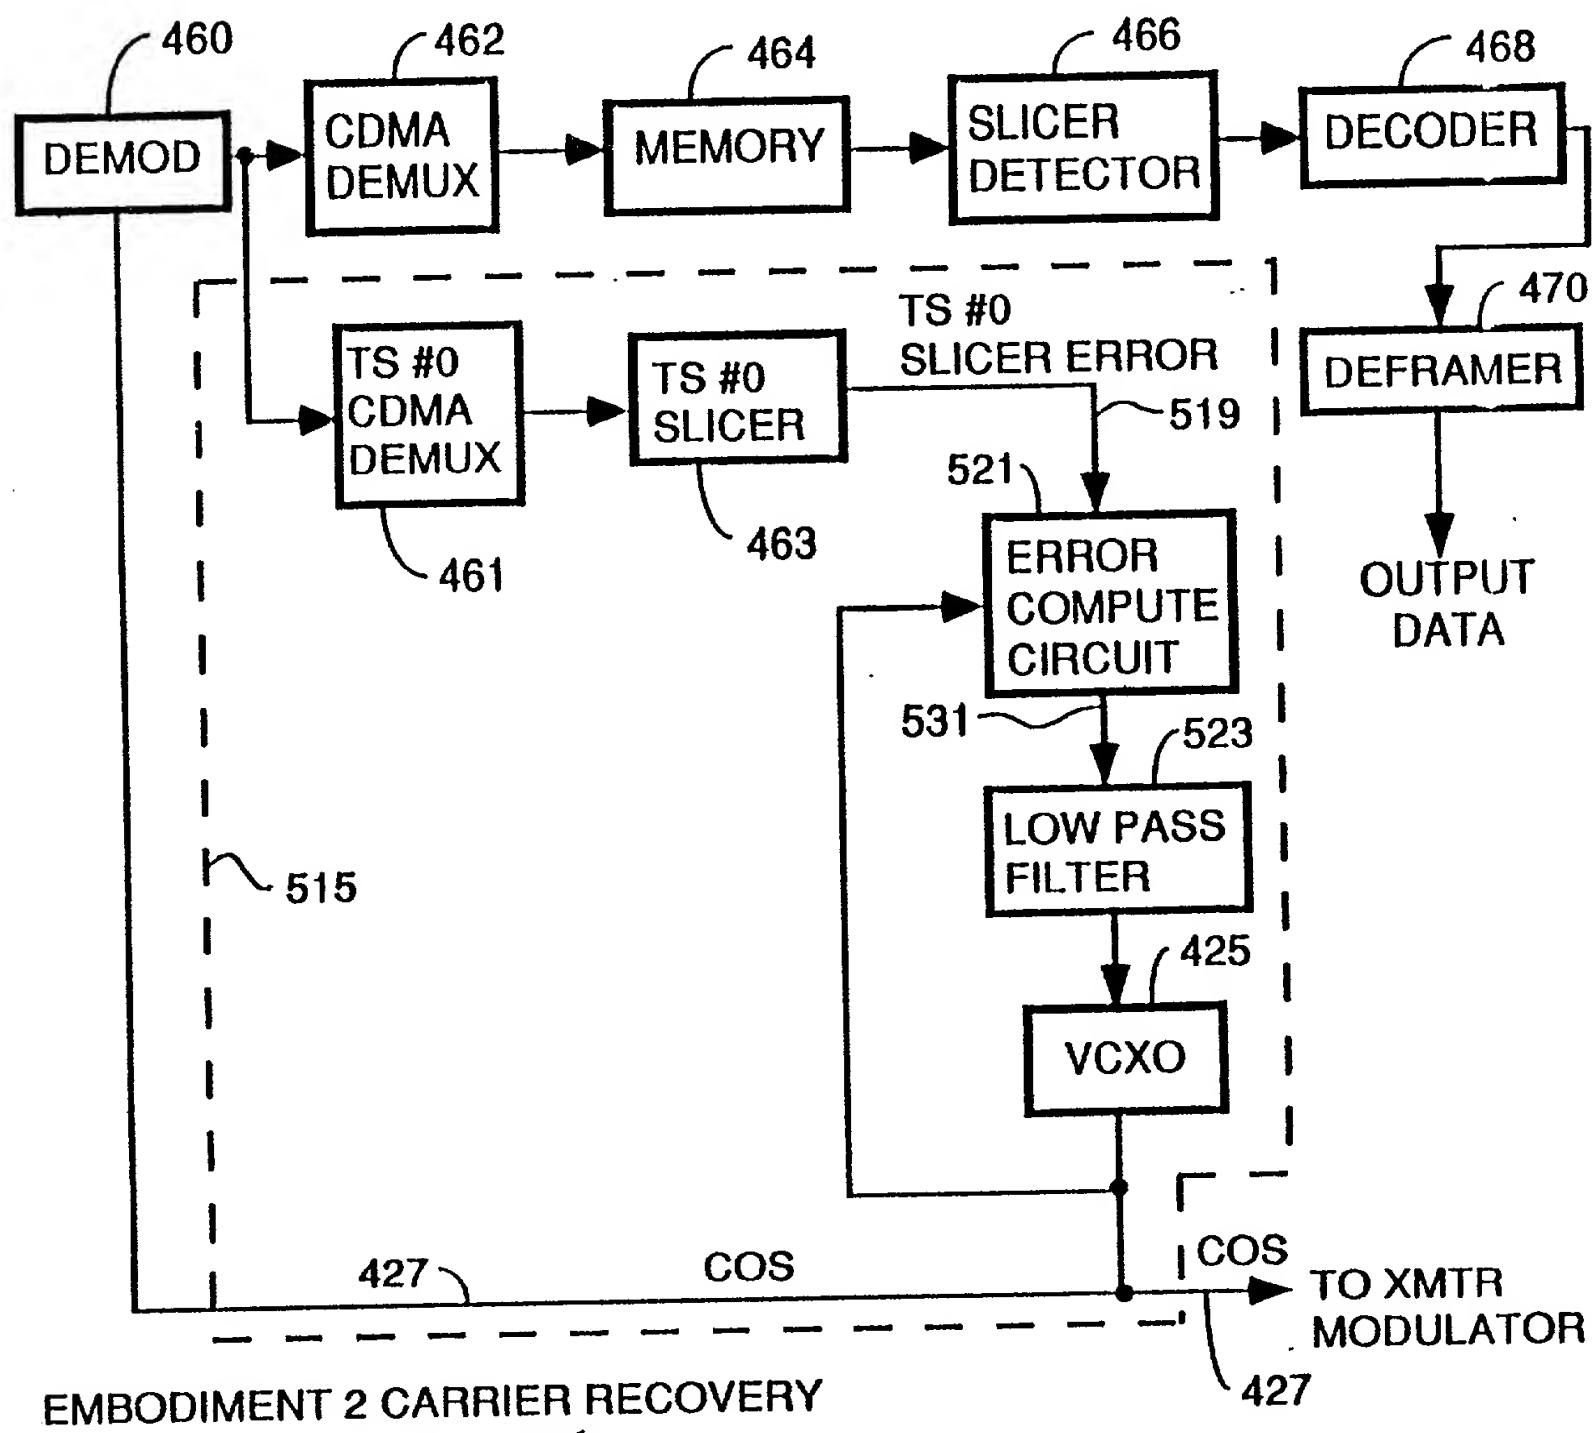 460
462
464
466
468
DEMOD
CDMA
DEMUX
MEMORY
SLICER
DETECTOR
DECODER
470
DEFRAMER
OUTPUT
DATA
TS #0
CDMA
DEMUX
461
TS #0
SLICER
463
TS #0
SLICER ERROR
519
521
ERROR
COMPUTE
CIRCUIT
531
523
LOW PASS
FILTER
515
425
VCXO
427
COS
COS
TO XMTR
MODULATOR
427
EMBODIMENT 2 CARRIER RECOVERY